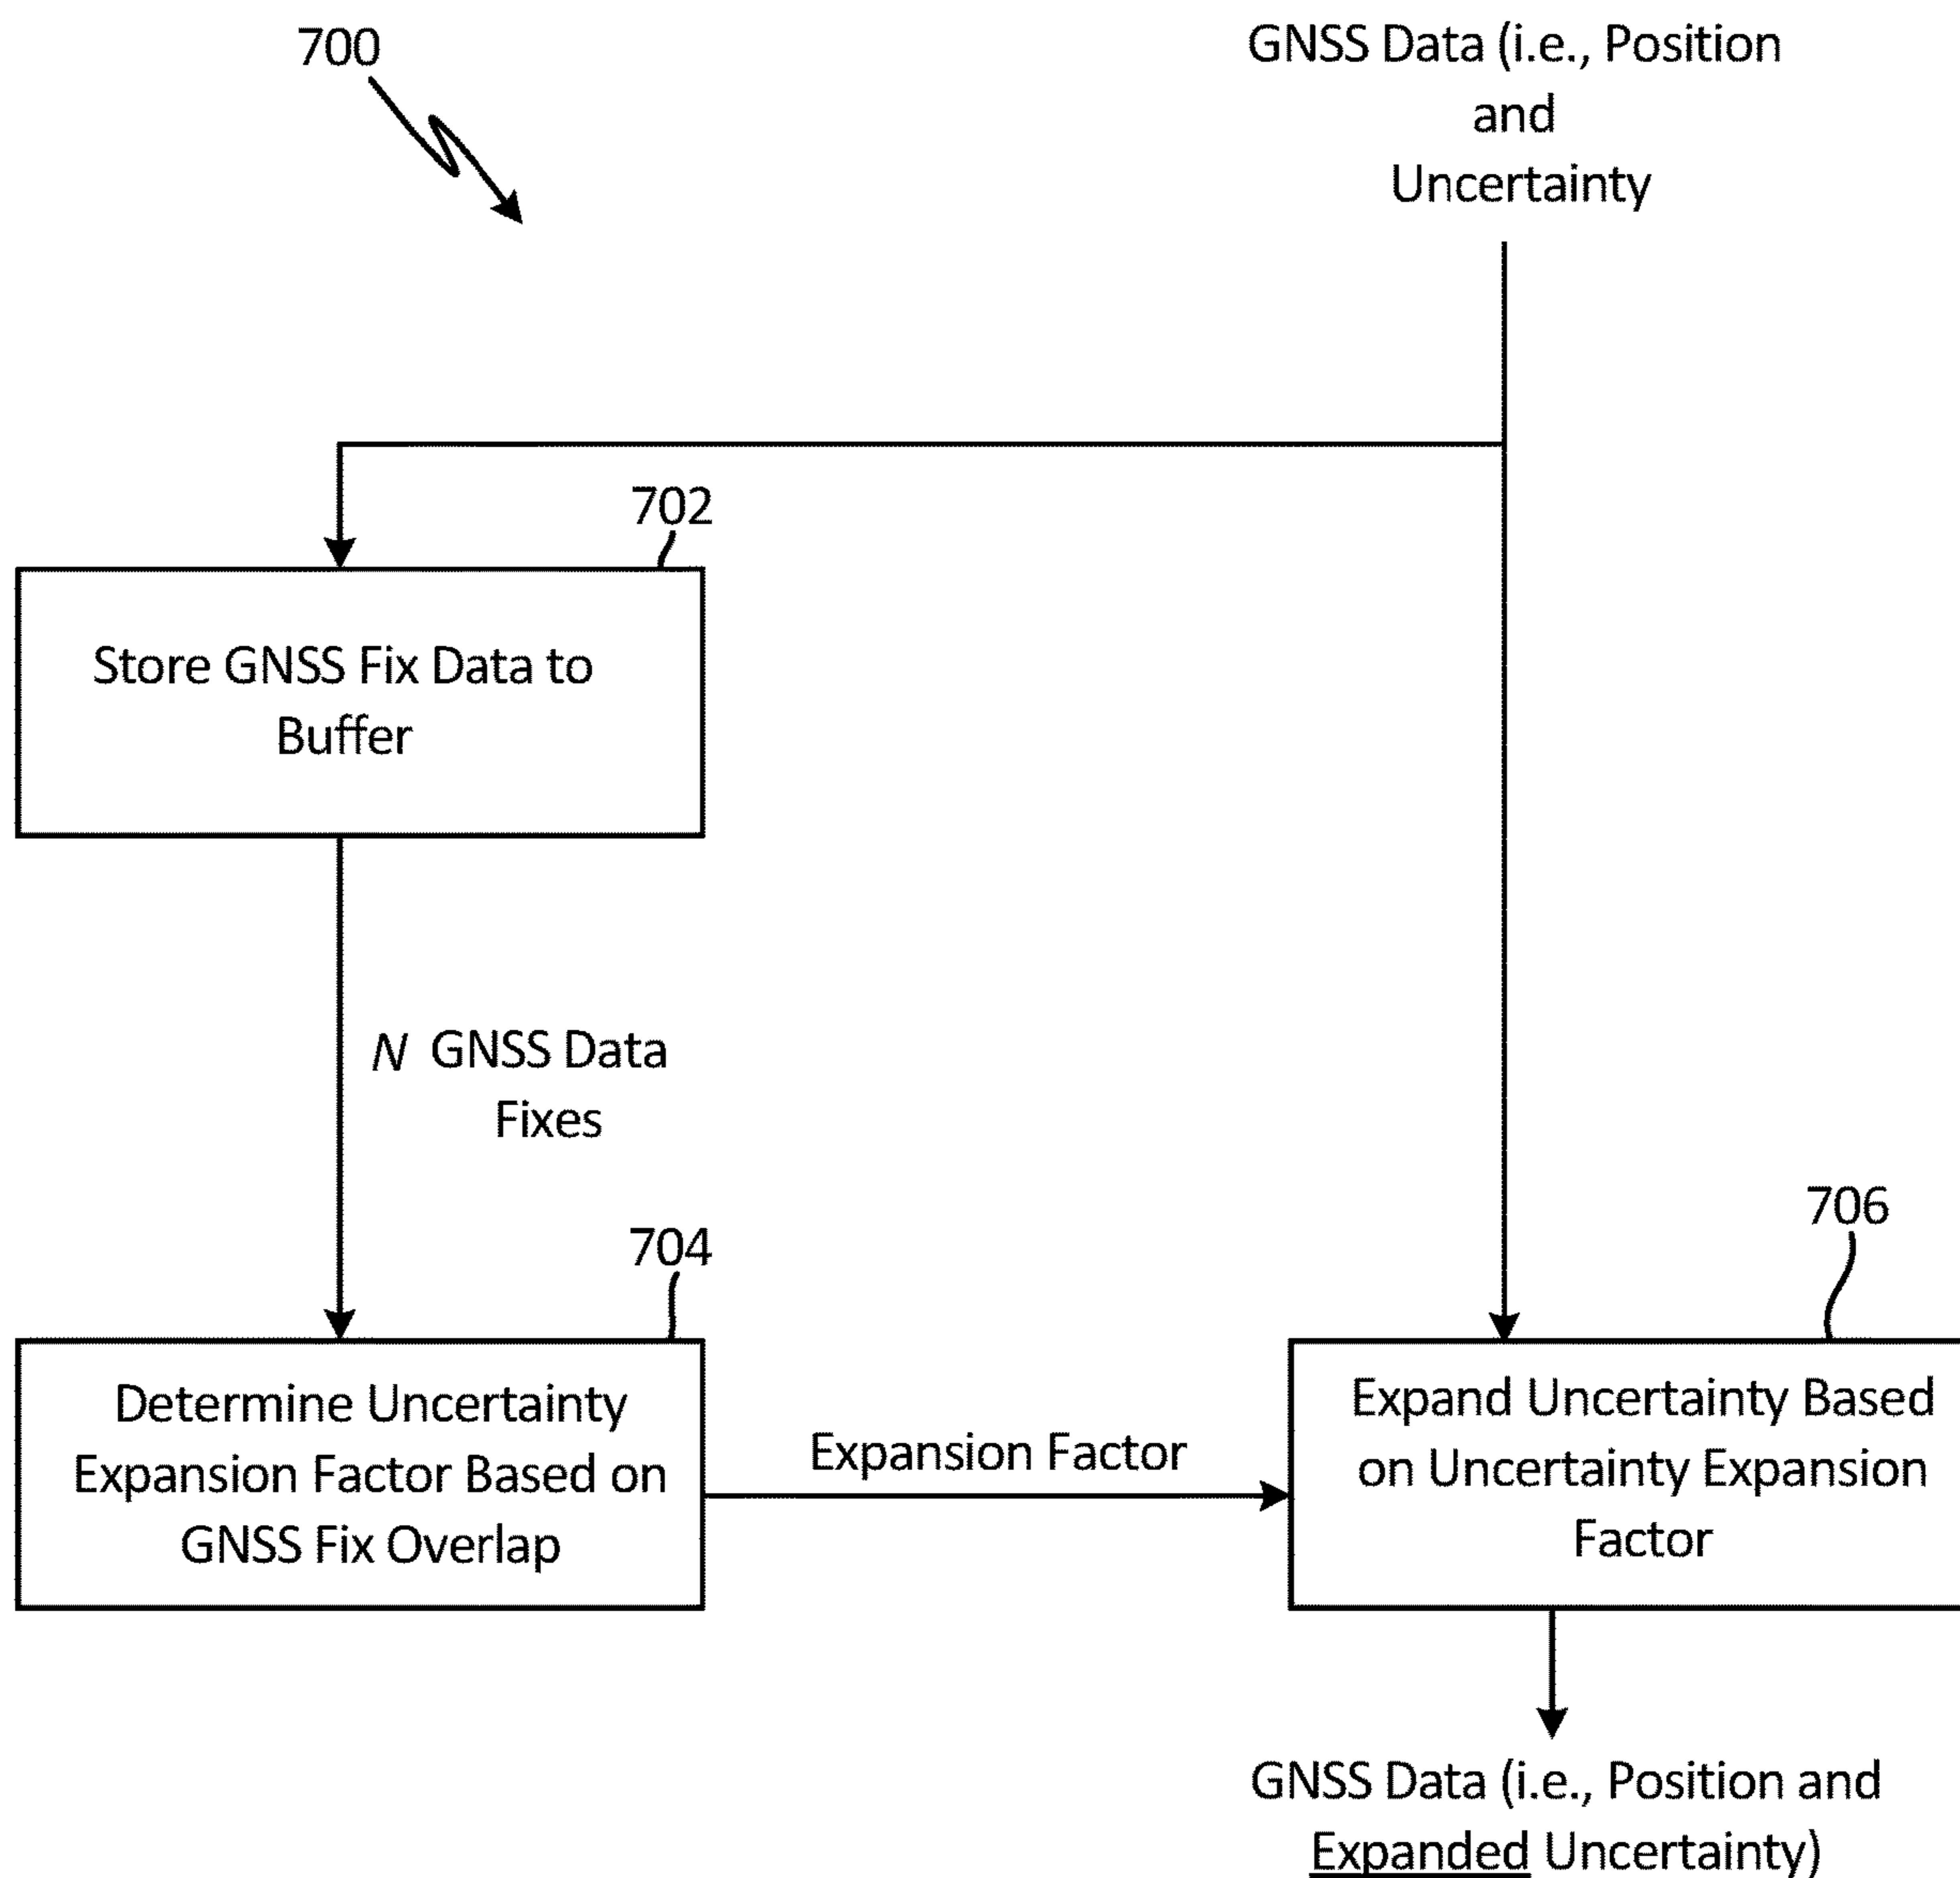 700
GNSS Data (i.e., Position
and
Uncertainty
702
Store GNSS Fix Data to
Buffer
N GNSS Data
Fixes
704
Determine Uncertainty
Expansion Factor Based on
GNSS Fix Overlap
Expansion Factor
706
Expand Uncertainty Based
on Uncertainty Expansion
Factor
GNSS Data (i.e., Position and
Expanded Uncertainty)